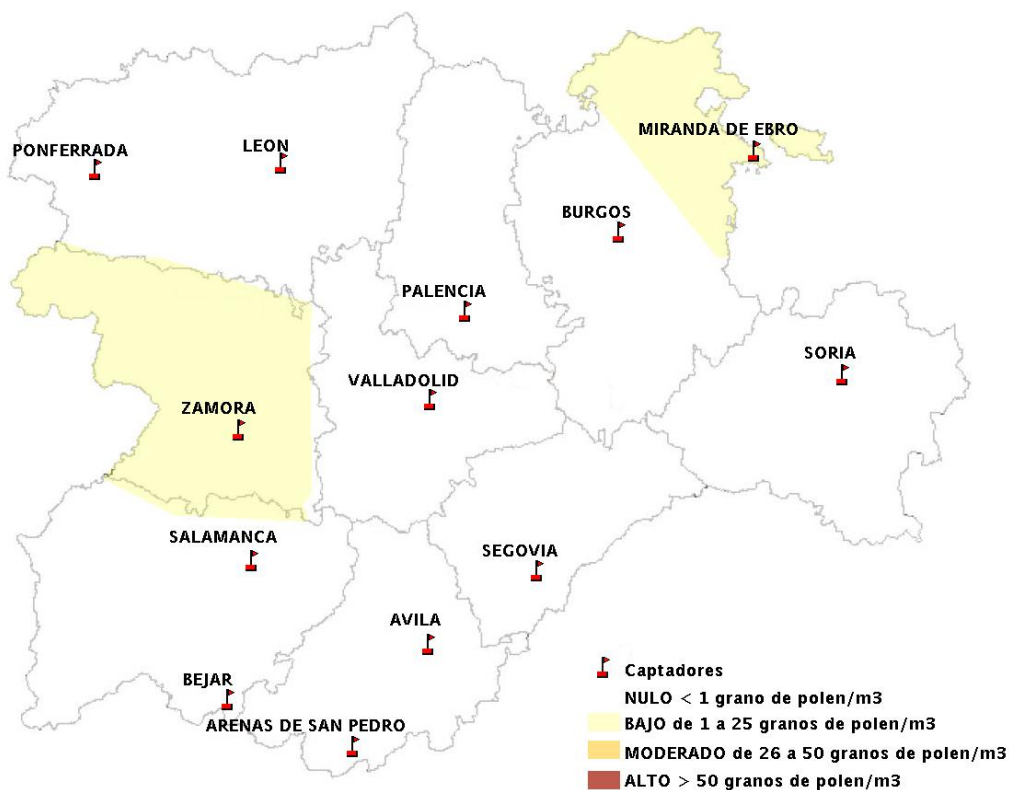 MIRANDA DE EBRO
PONFERRADA
LEON
BURGOS
PALENCIA
SORIA
VALLADOLID
ZAMORA
SALAMANCA
SEGOVIA
AVILA
BEJAR
ARENAS DE SAN PEDRO
Captadores
NULO < 1 grano de polen/m3
BAJO de 1 a 25 granos de polen/m3
MODERADO de 26 a 50 granos de polen/m3
ALTO > 50 granos de polen/m3